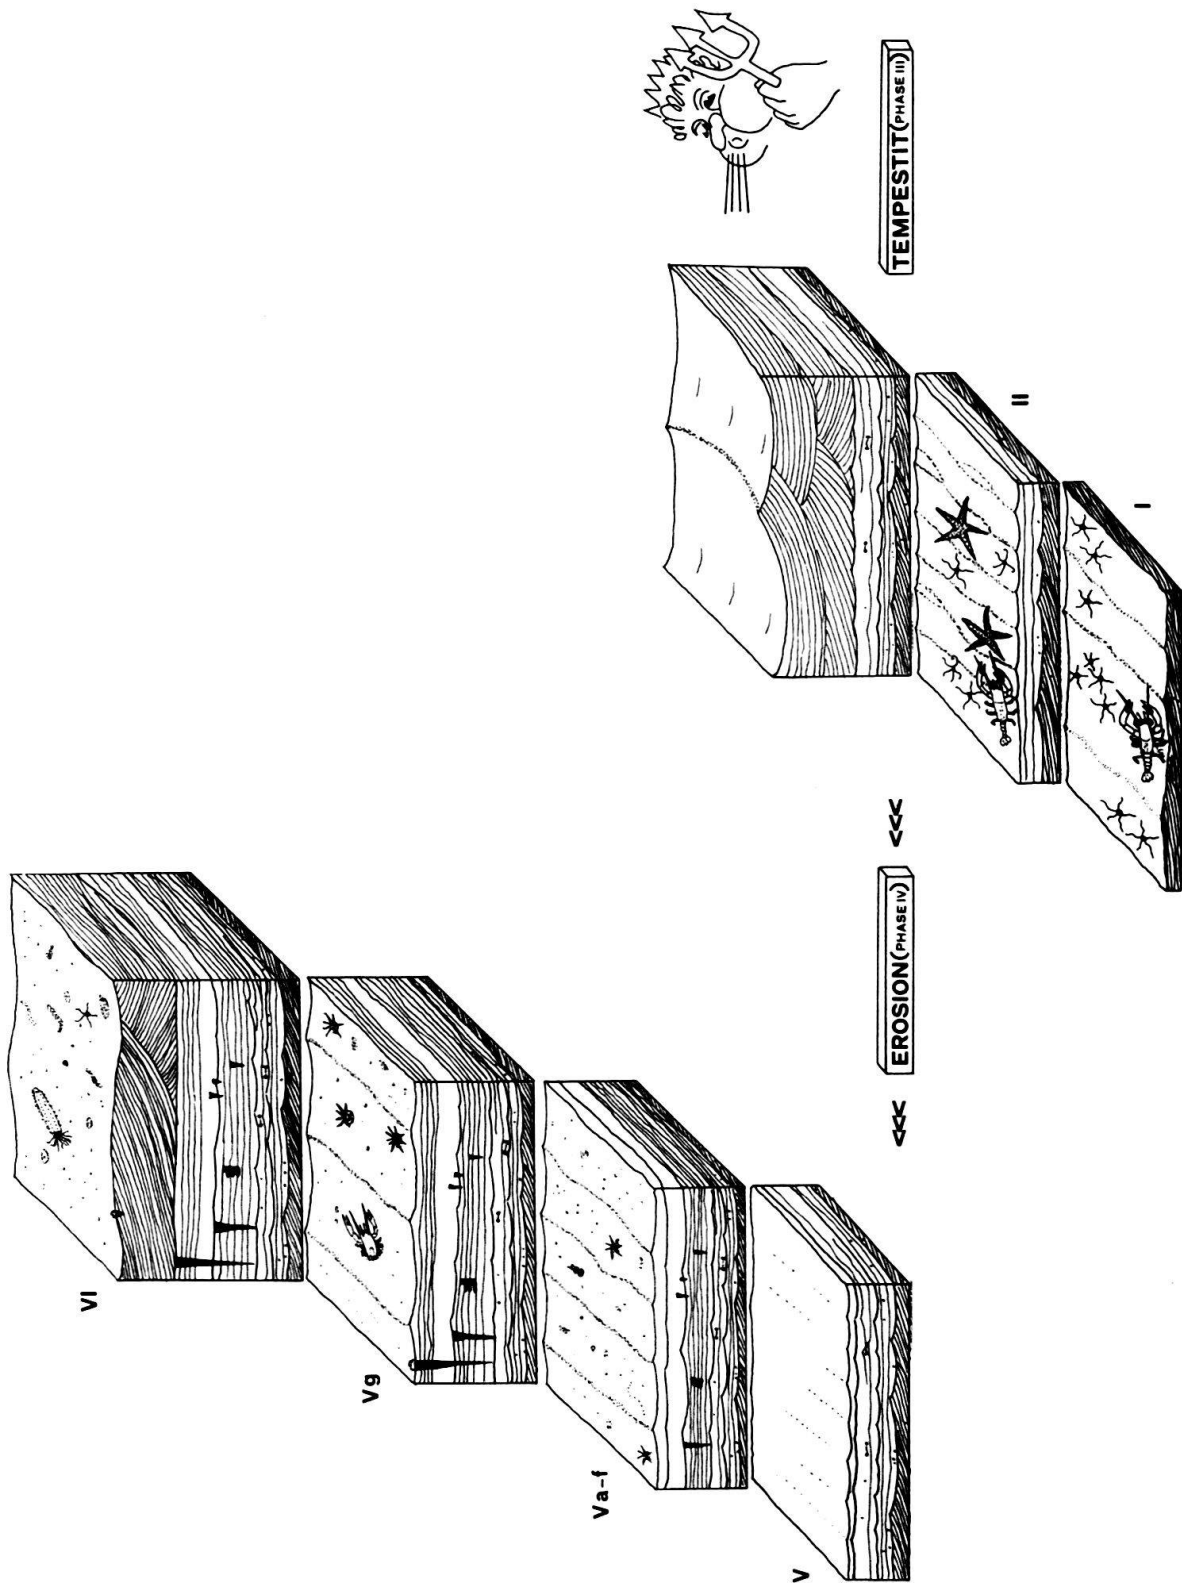 TEMPESTIT(PHASE III)
II
I
<<<
EROSION(PHASE IV)
<<<
VI
Vg
Va-f
V